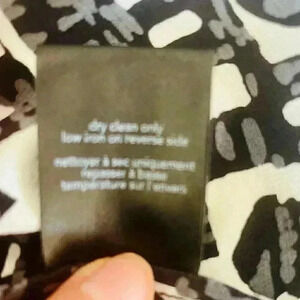 dry clean only
low iron on reverse side
nettoyer à sec uniquement
repasser à basse
température sur l'envers